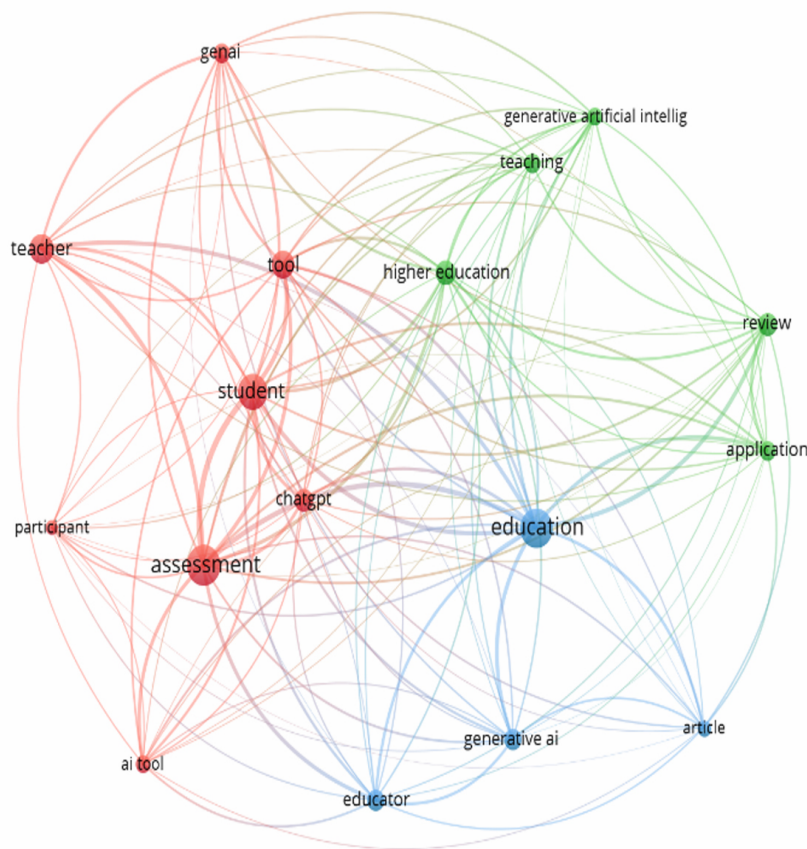 genai
generative artificial intellig
teaching
teacher
tool
higher education
review
student
application
chatgpt
participant
education
assessment
article
generative ai
ai tool
educator